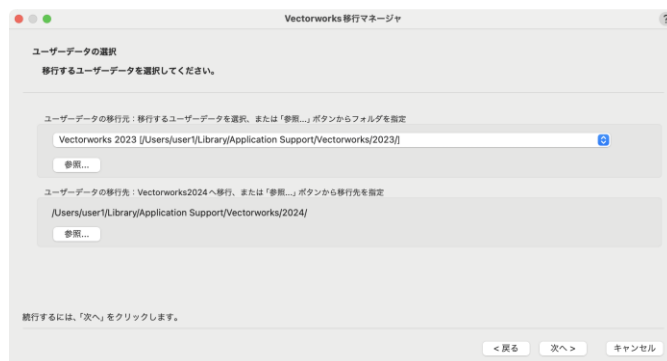 Vectorworks移行マネージャ
?
ユーザーデータの選択
移行するユーザーデータを選択してください。
ユーザーデータの移行元：移行するユーザーデータを選択、または「参照...」ボタンからフォルダを指定
Vectorworks 2023 [/Users/user1/Library/Application Support/Vectorworks/2023/]
参照...
ユーザーデータの移行先：Vectorworks2024へ移行、または「参照...」ボタンから移行先を指定
/Users/user1/Library/Application Support/Vectorworks/2024/
参照...
続行するには、「次へ」をクリックします。
< 戻る 次へ > キャンセル